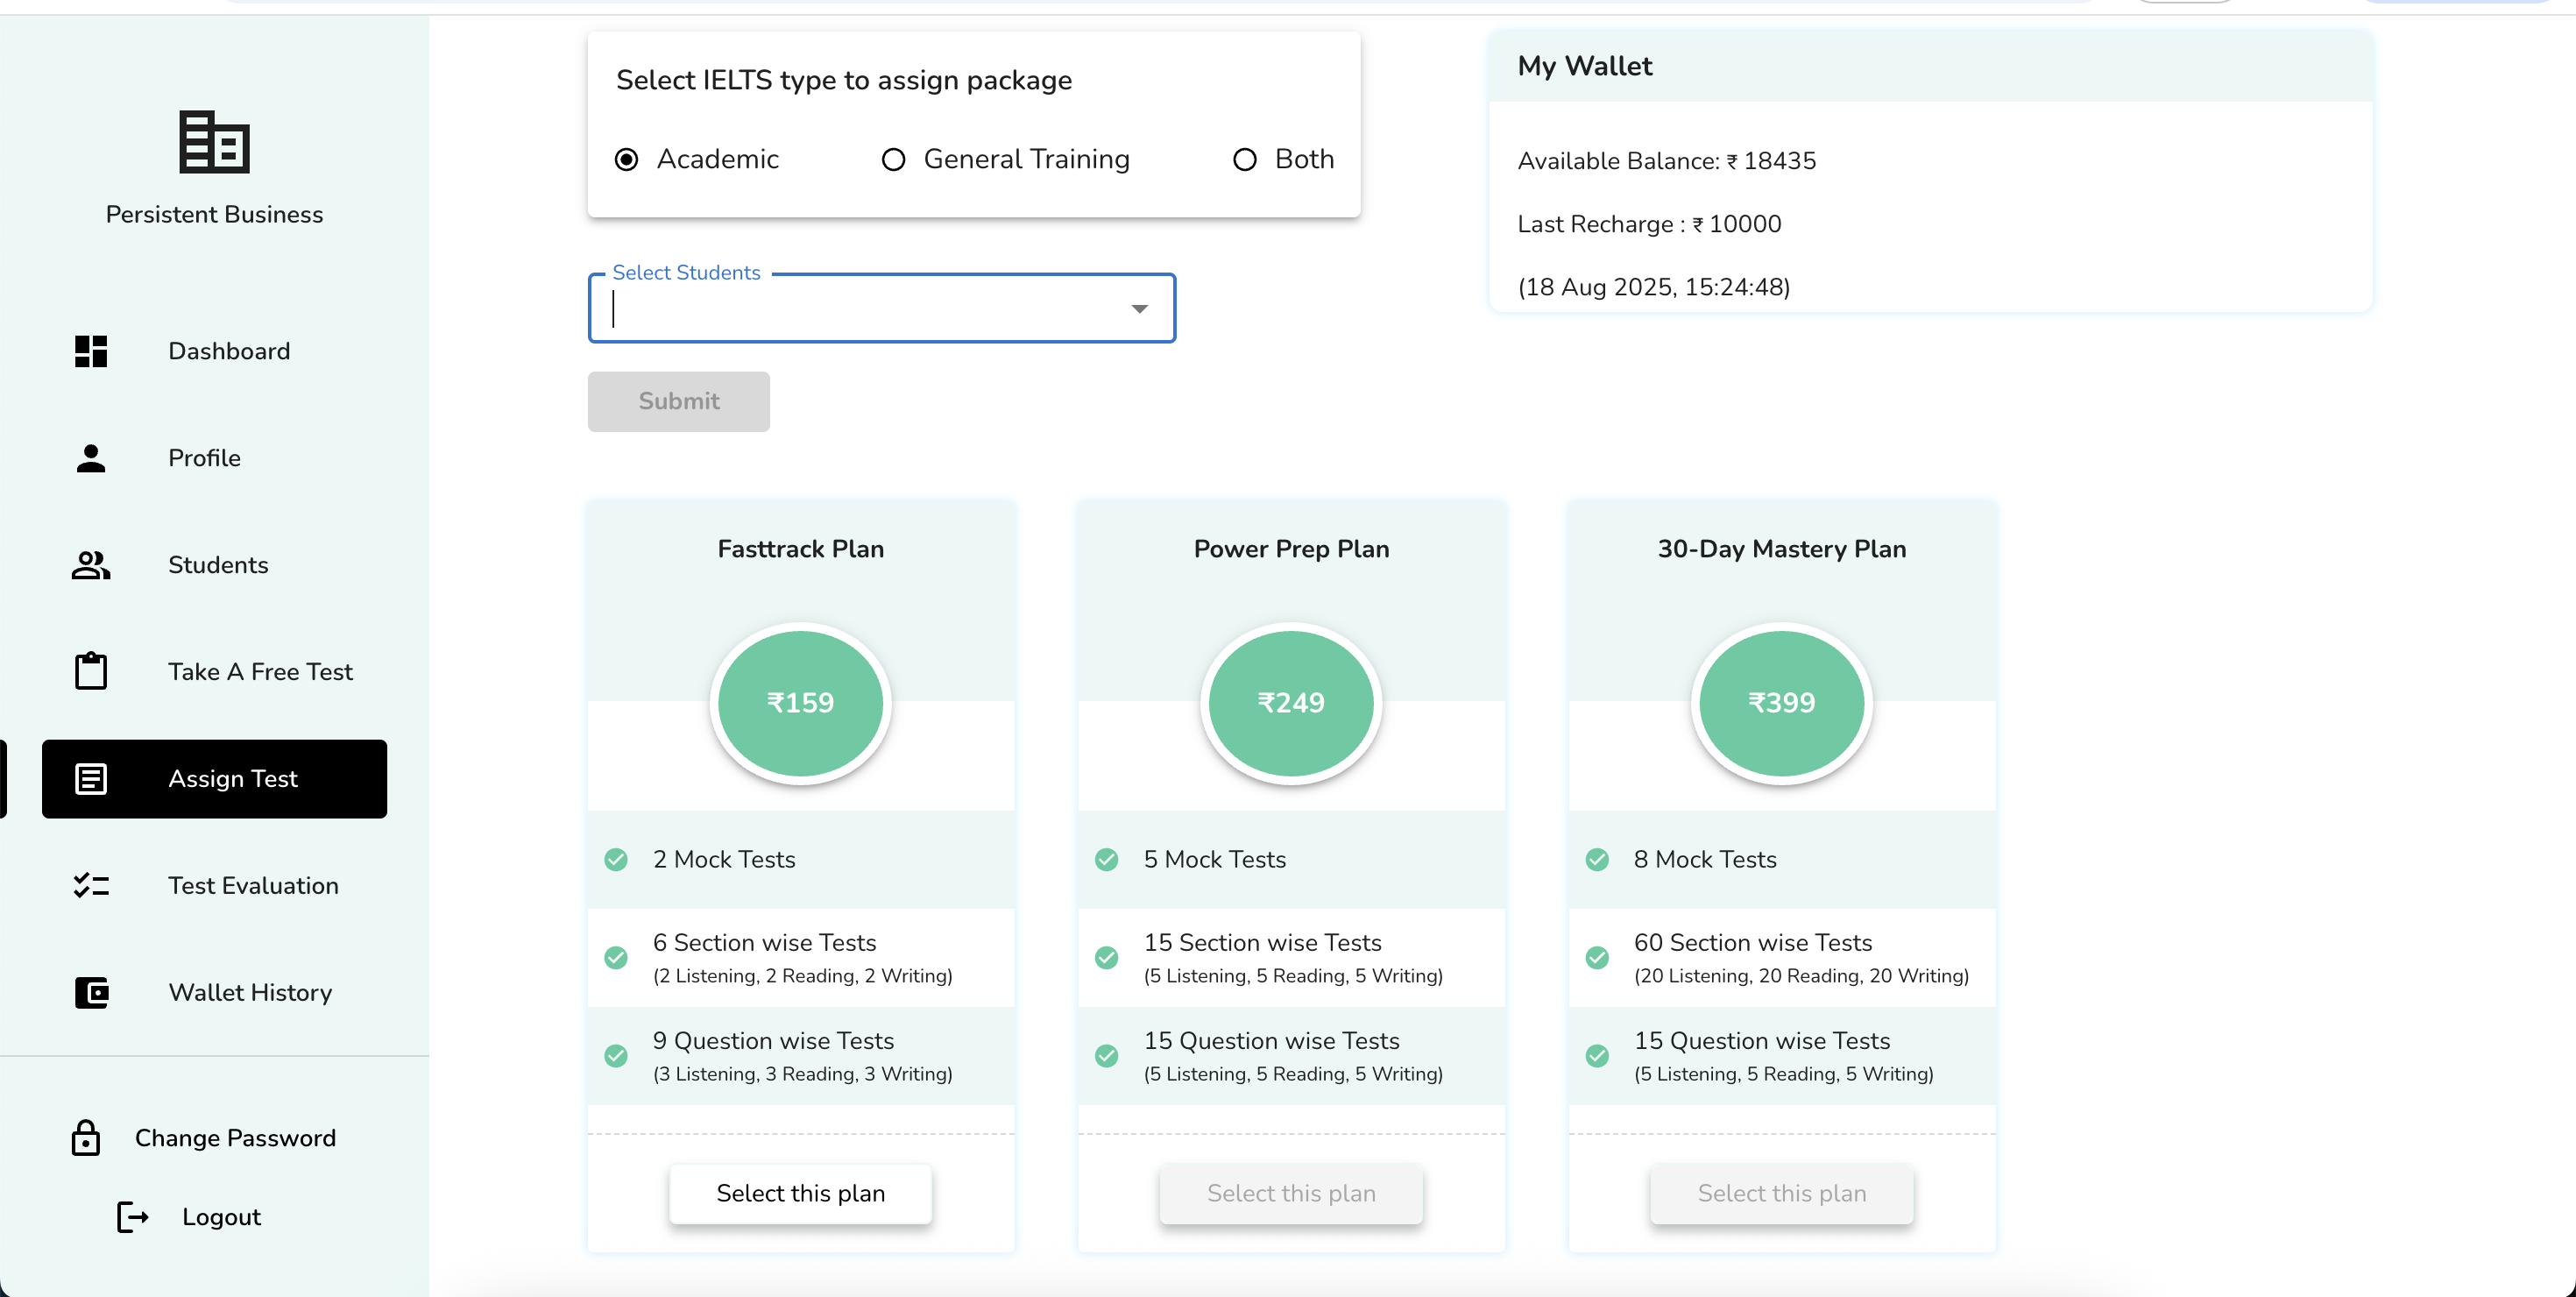 Persistent Business
Dashboard
Profile
Students
Take A Free Test
Assign Test
Test Evaluation
Wallet History
Change Password
Logout
Select IELTS type to assign package
Academic
General Training
Both
Select Students
Submit
My Wallet
Available Balance: ₹ 18435
Last Recharge : ₹ 10000
(18 Aug 2025, 15:24:48)
Fasttrack Plan
₹159
2 Mock Tests
6 Section wise Tests
(2 Listening, 2 Reading, 2 Writing)
9 Question wise Tests
(3 Listening, 3 Reading, 3 Writing)
Select this plan
Power Prep Plan
₹249
5 Mock Tests
15 Section wise Tests
(5 Listening, 5 Reading, 5 Writing)
15 Question wise Tests
(5 Listening, 5 Reading, 5 Writing)
Select this plan
30-Day Mastery Plan
₹399
8 Mock Tests
60 Section wise Tests
(20 Listening, 20 Reading, 20 Writing)
15 Question wise Tests
(5 Listening, 5 Reading, 5 Writing)
Select this plan